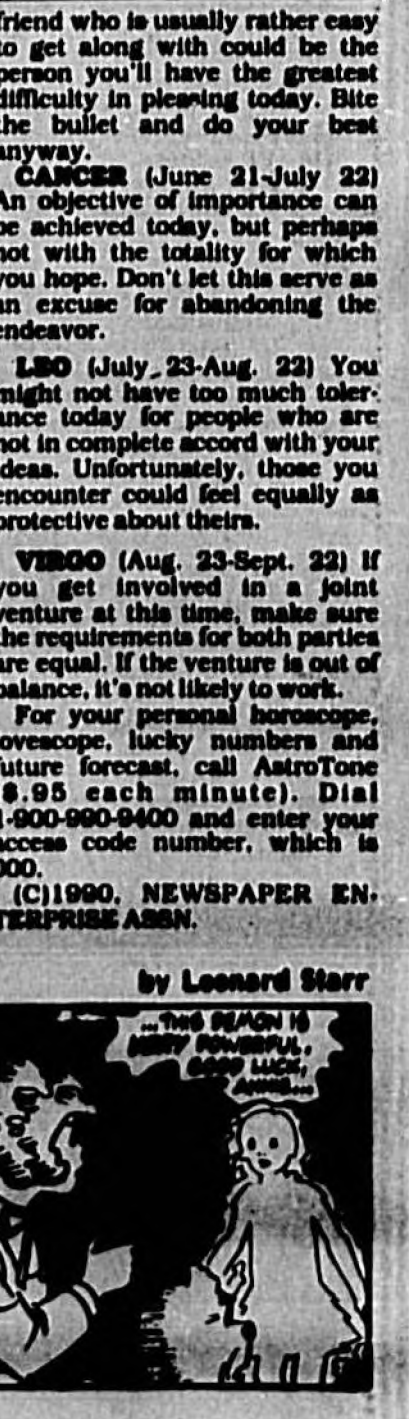 friend who is usually rather easy
to get along with could be the
person you'll have the greatest
difficulty in pleasing today. Bite
the bullet and do your best
anyway.
CANCER (June 21-July 22)
An objective of importance can
be achieved today, but perhaps
not with the totality for which
you hope. Don't let this serve as
an excuse for abandoning the
endeavor.
LEO (July 23-Aug. 22) You
might not have too much toler-
ance today for people who are
not in complete accord with your
ideas. Unfortunately, those you
encounter could feel equally as
protective about theirs.
VIRGO (Aug. 23-Sept. 22) If
you get involved in a joint
venture at this time, make sure
the requirements for both parties
are equal. If the venture is out of
balance, it's not likely to work.
For your personal horoscope,
lovescope, lucky numbers and
future forecast, call AstroTone
8.95 each minute). Dial
1-900-990-9400 and enter your
access code number, which is
000.
(C)1990, NEWSPAPER EN-
TERPRISE ASSN.
by Leonard Starr
...THIS DEMON IS
VERY POWERFUL,
GOOD LUCK,
ANNIE...